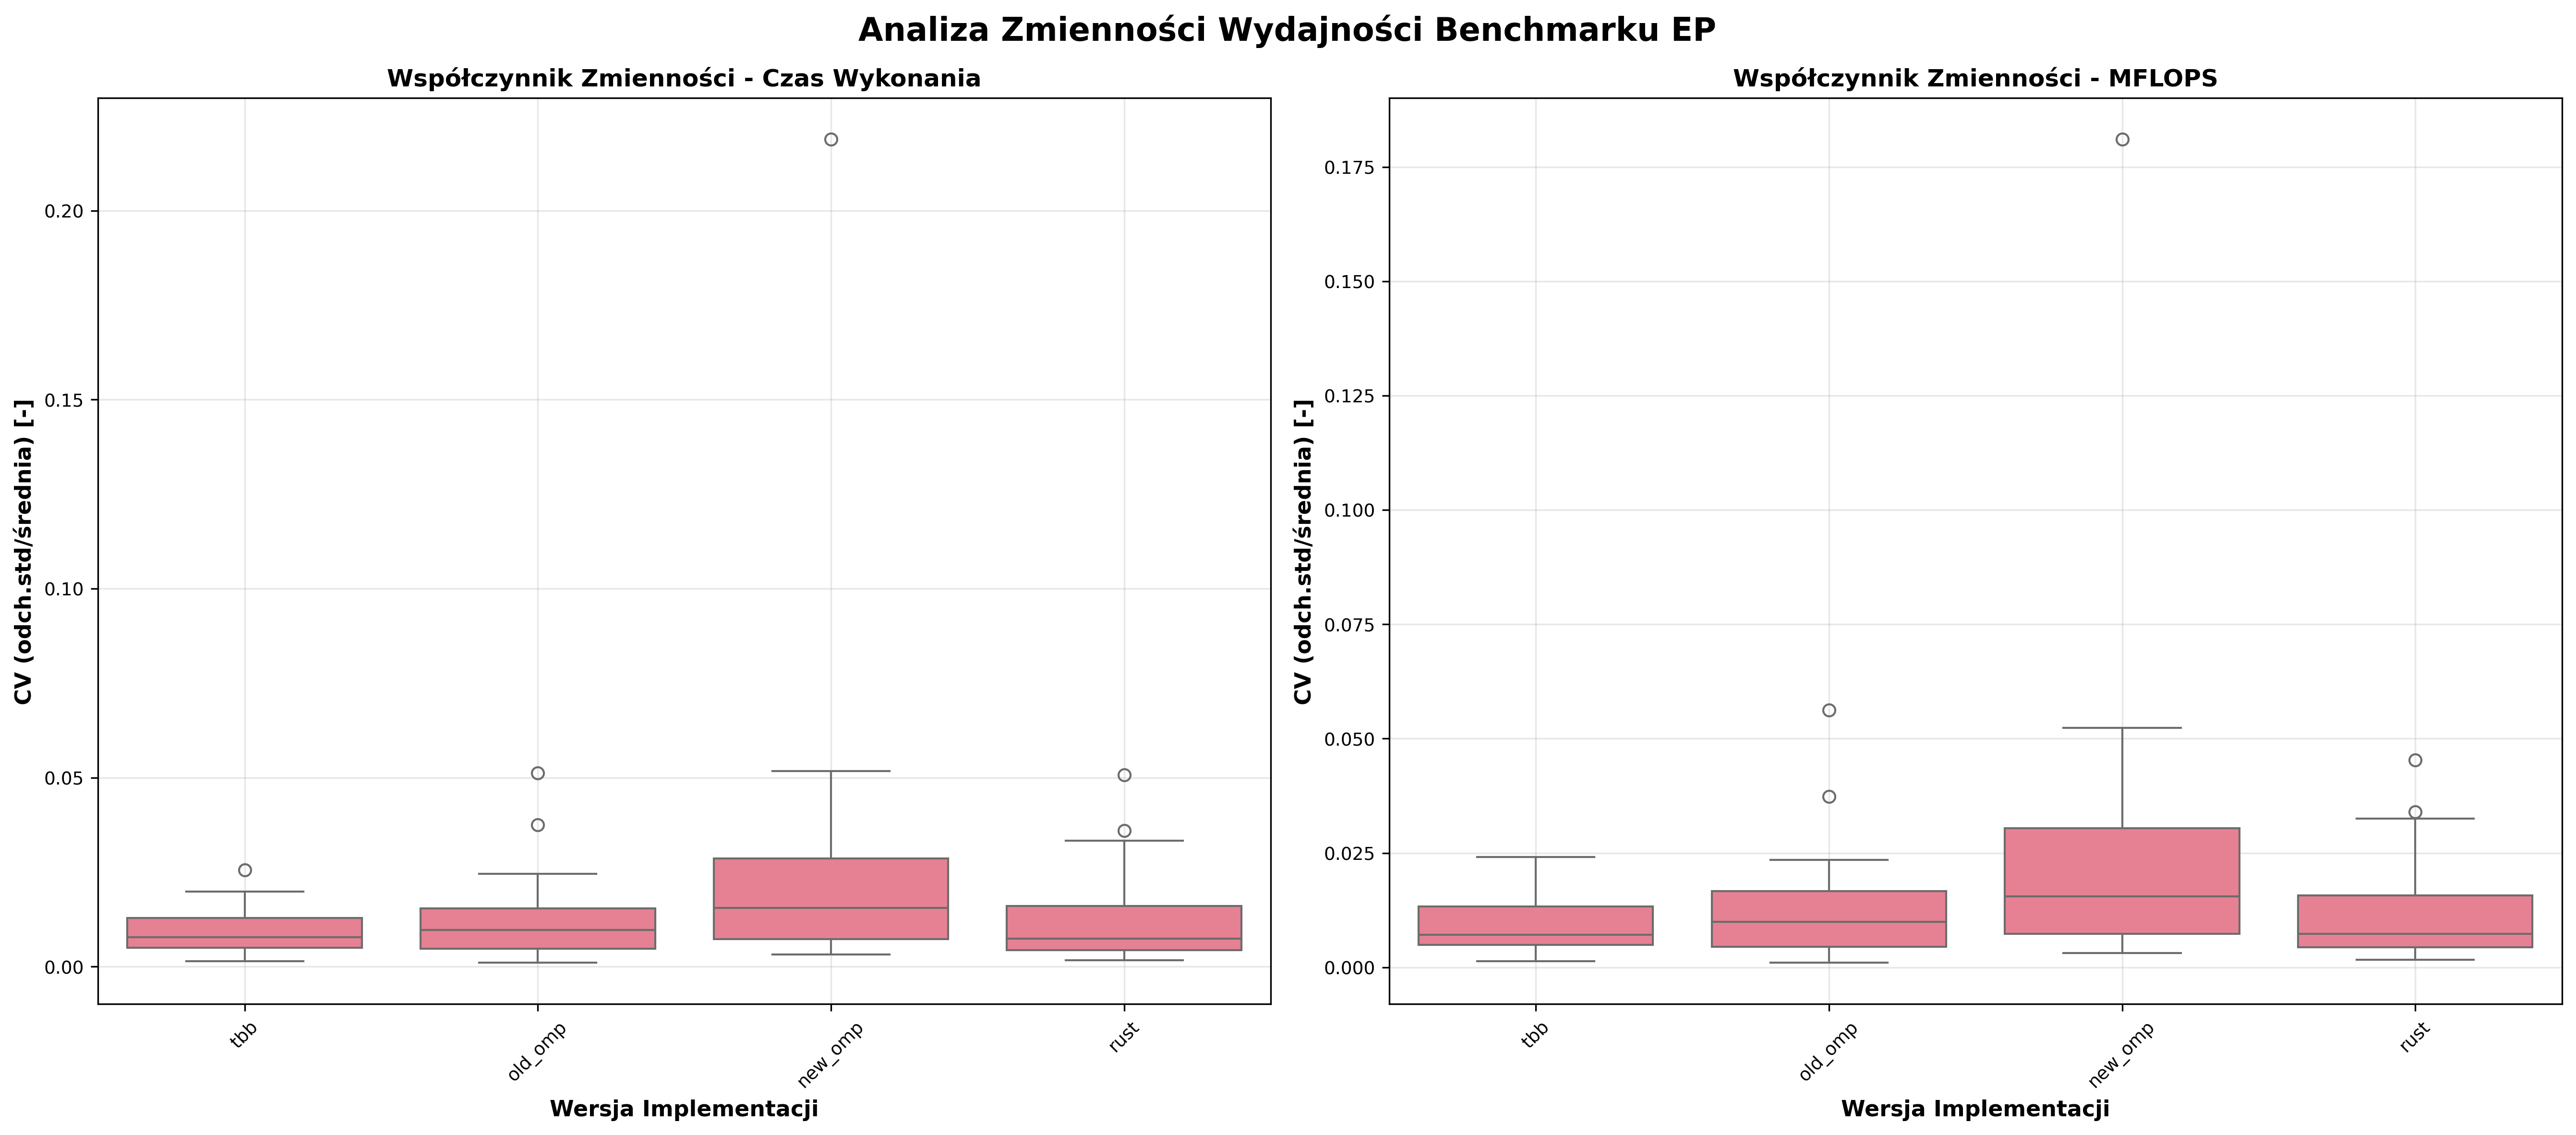 Analiza Zmienności Wydajności Benchmarku EP
Współczynnik Zmienności - Czas Wykonania
CV (odch.std/średnia) [-]
0.20
0.15
0.10
0.05
0.00
tbb
old_omp
new_omp
rust
Wersja Implementacji
Współczynnik Zmienności - MFLOPS
CV (odch.std/średnia) [-]
0.175
0.150
0.125
0.100
0.075
0.050
0.025
0.000
tbb
old_omp
new_omp
rust
Wersja Implementacji